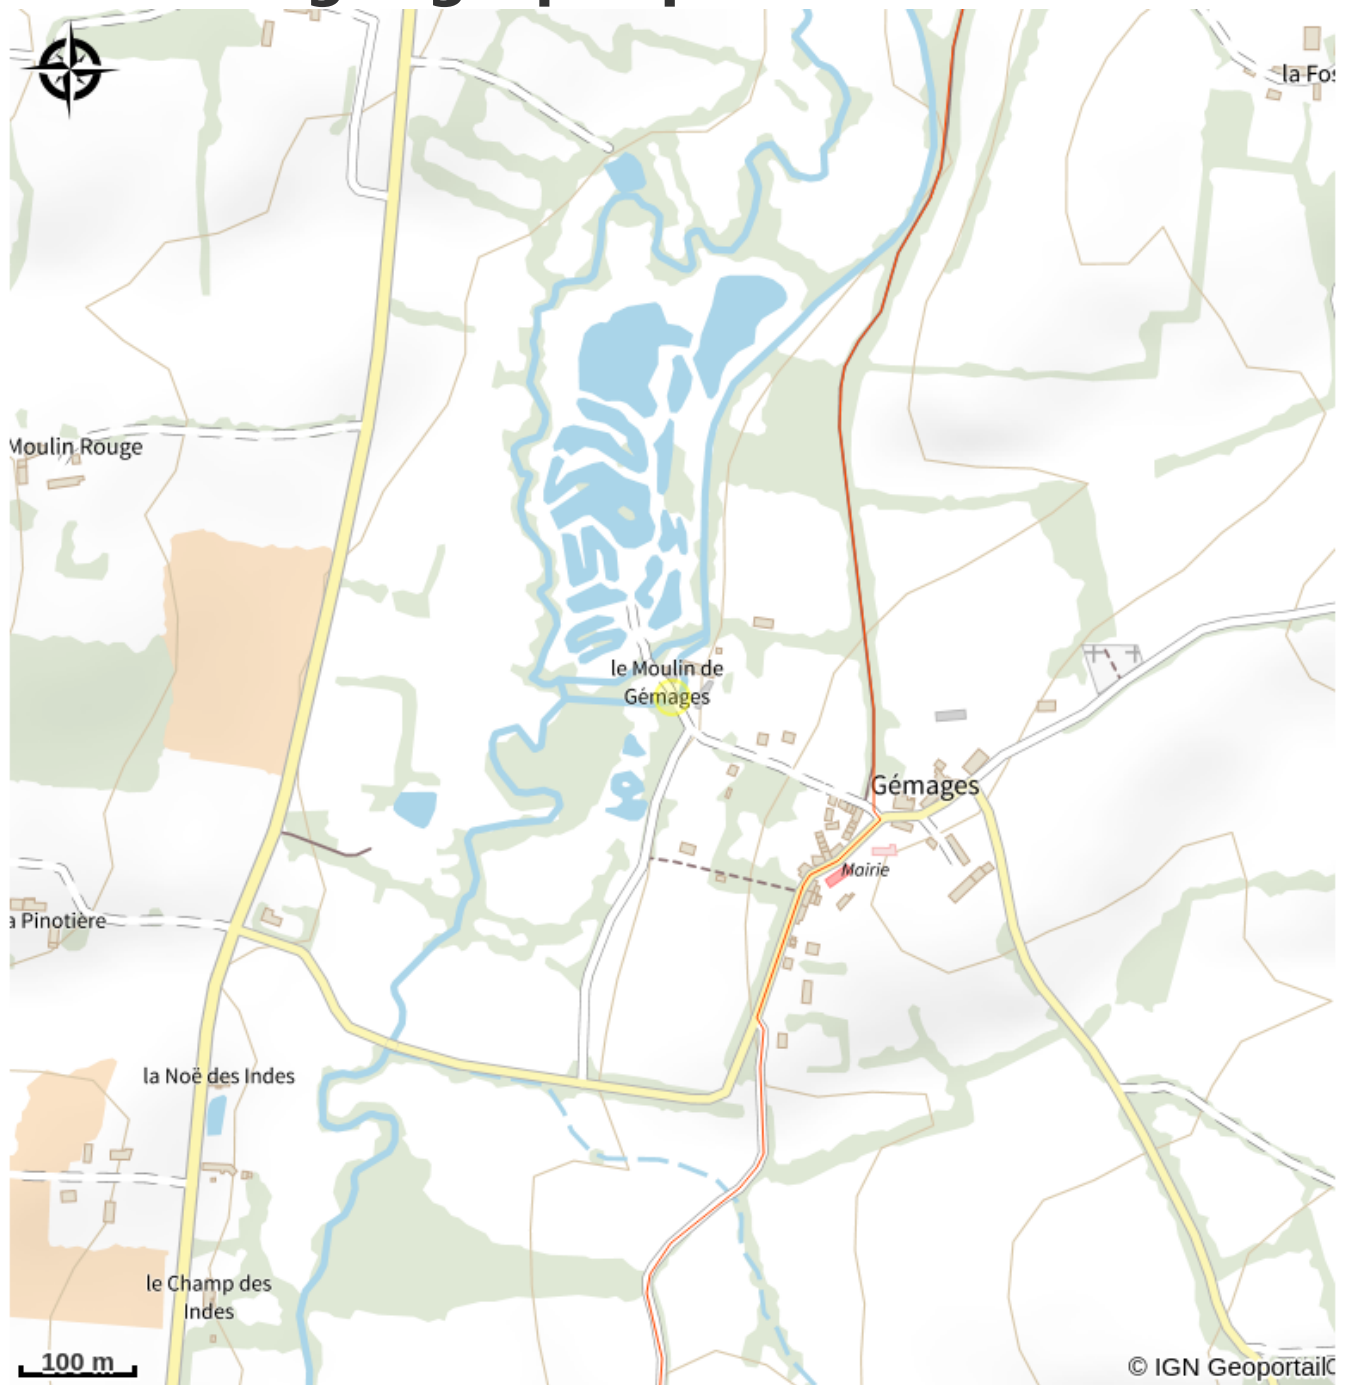 la Fos
Moulin Rouge
le Moulin de
Gémages
Gémages
Mairie
a Pinotière
la Noë des Indes
le Champ des
Indes
100 m
© IGN Geoportail